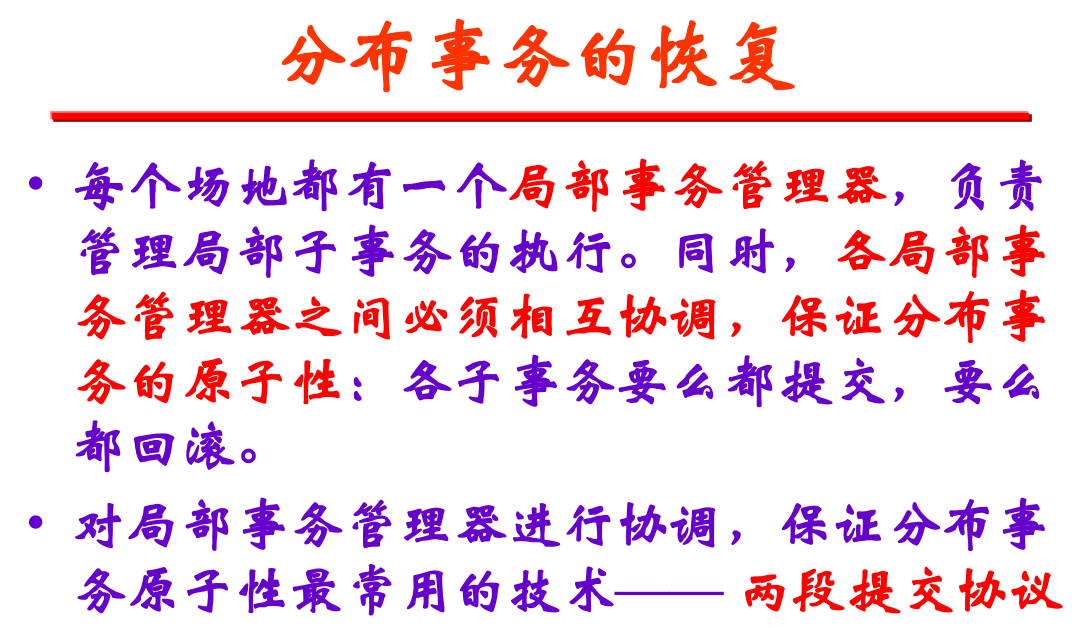 分布事务的恢复
• 每个场地都有一个局部事务管理器，负责
管理局部子事务的执行。同时，各局部事
务管理器之间必须相互协调，保证分布事
务的原子性：各子事务要么都提交，要么
都回滚。
• 对局部事务管理器进行协调，保证分布事
务原子性最常用的技术—— 两段提交协议